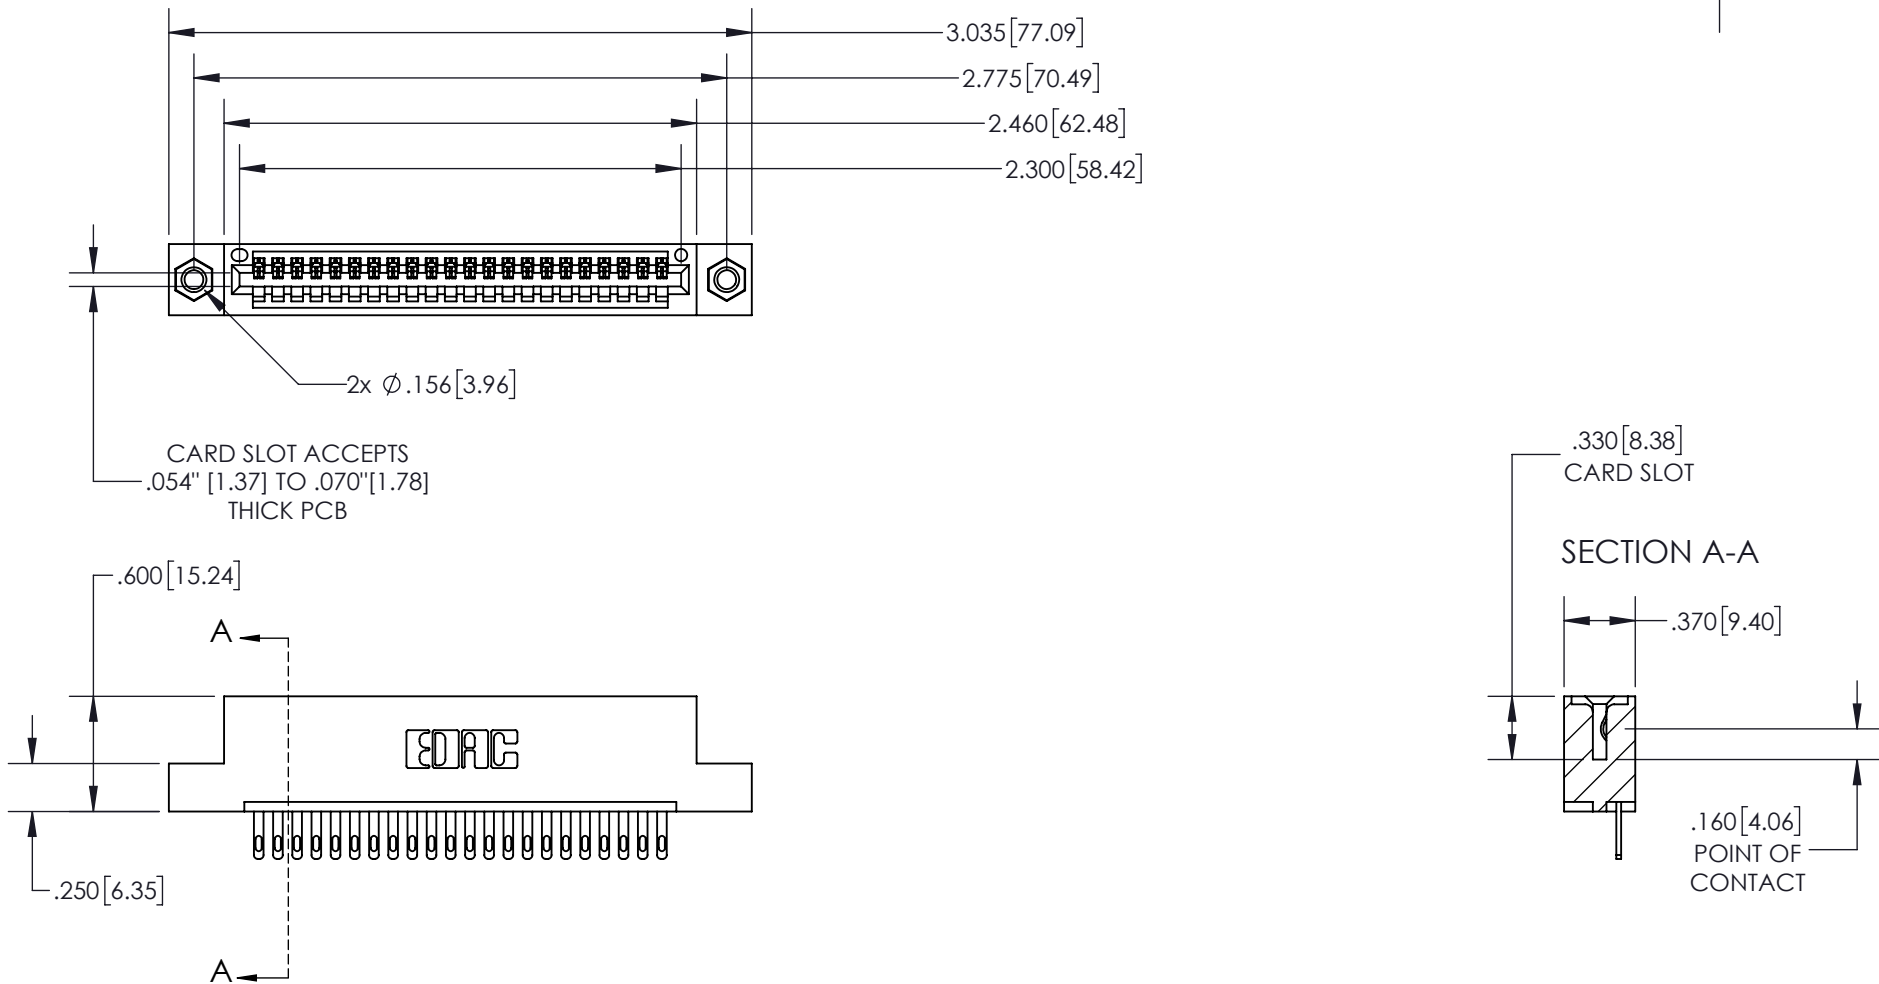 3.035[77.09]
2.775[70.49]
2.460[62.48]
2.300[58.42]
2x Ø.156[3.96]
CARD SLOT ACCEPTS
.054" [1.37] TO .070"[1.78]
THICK PCB
.330[8.38]
CARD SLOT
SECTION A-A
.600[15.24]
.370[9.40]
A
EDAC
.160[4.06]
POINT OF
CONTACT
.250[6.35]
A